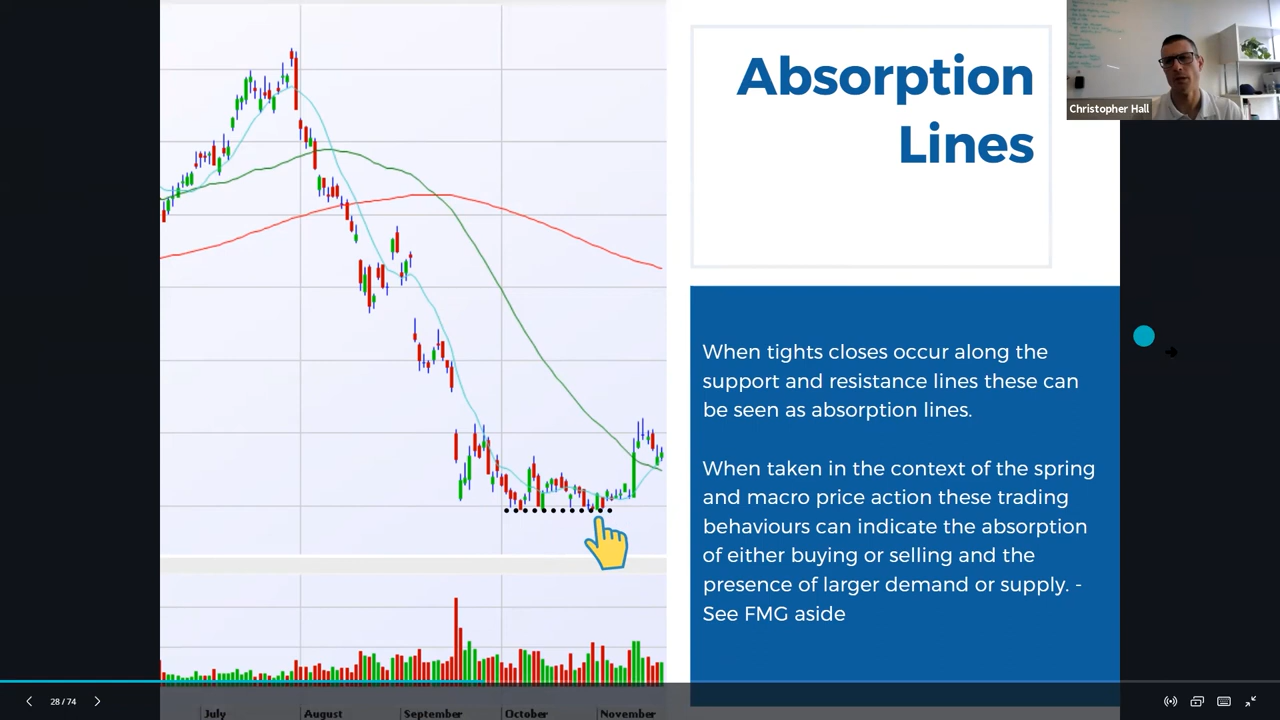 Absorption
Lines
Christopher Hall
When tights closes occur along the
support and resistance lines these can
be seen as absorption lines.
When taken in the context of the spring
and macro price action these trading
behaviours can indicate the absorption
of either buying or selling and the
presence of larger demand or supply. -
See FMG aside
28 / 74
July August September October November